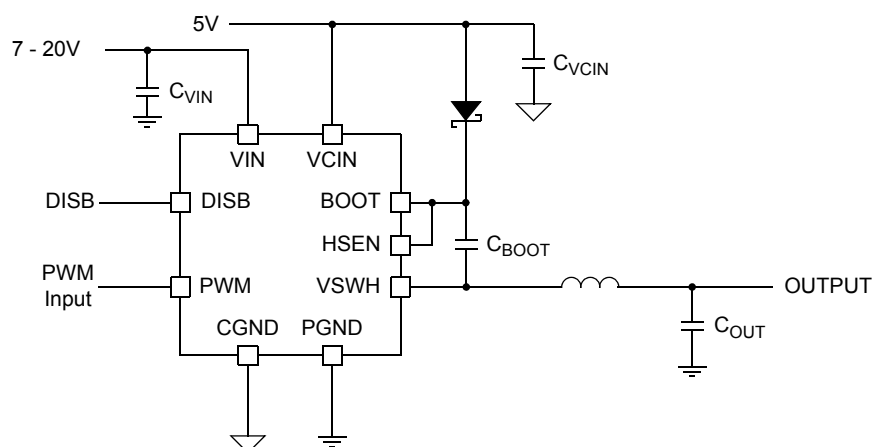 5V
7 - 20V
CVCIN
CVIN
VIN
VCIN
DISB
DISB
BOOT
HSEN
CBOOT
PWM
Input
PWM
VSWH
OUTPUT
CGND
PGND
COUT